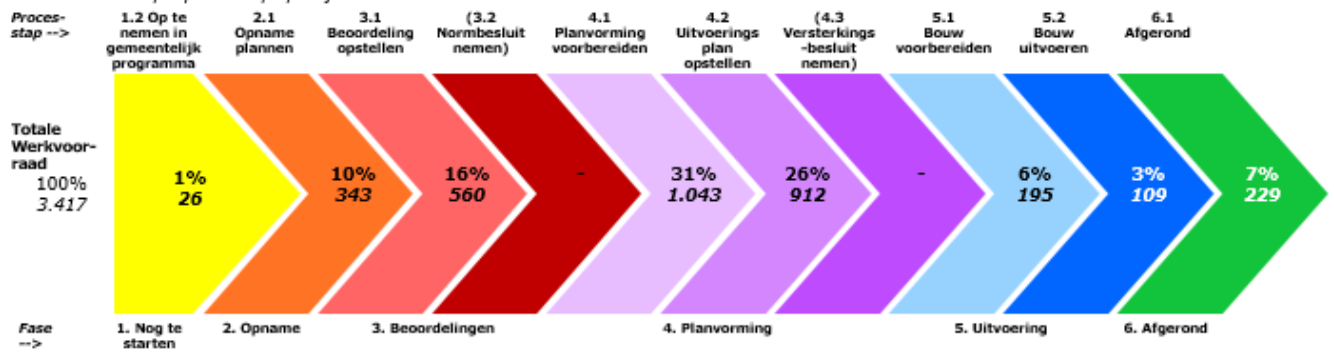 Proces-
stap -->
1.2 Op te
nemen in
gemeentelijk
programma
2.1
Opname
plannen
3.1
Beoordeling
opstellen
(3.2
Normbesluit
nemen)
4.1
Planvorming
voorbereiden
4.2
Uitvoerings
plan
opstellen
(4.3
Versterkings
-besluit
nemen)
5.1
Bouw
voorbereiden
5.2
Bouw
uitvoeren
6.1
Afgerond
Totale
Werkvoor-
raad
100%
3.417
1%
26
10%
343
16%
560
-
31%
1.043
26%
912
-
6%
195
3%
109
7%
229
Fase
-->
1. Nog te
starten
2. Opname
3. Beoordelingen
4. Planvorming
5. Uitvoering
6. Afgerond